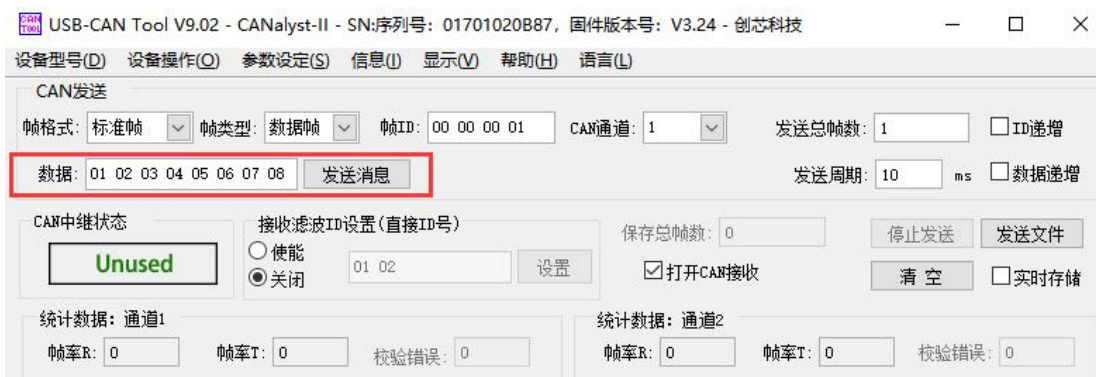 CAN TOOL USB-CAN Tool V9.02 - CANalyst-II - SN:序列号: 01701020B87, 固件版本号: V3.24 - 创芯科技
设备型号(D) 设备操作(O) 参数设定(S) 信息(I) 显示(V) 帮助(H) 语言(L)
CAN发送
帧格式: 标准帧 帧类型: 数据帧 帧ID: 00 00 00 01 CAN通道: 1 发送总帧数: 1 ID递增
数据: 01 02 03 04 05 06 07 08 发送消息 发送周期: 10 ms 数据递增
CAN中继状态 接收滤波ID设置(直接ID号) 保存总帧数: 0 停止发送 发送文件
Unused 使能 01 02 设置 打开CAN接收 清空 实时存储
关闭
统计数据: 通道1 统计数据: 通道2
帧率R: 0 帧率T: 0 校验错误: 0 帧率R: 0 帧率T: 0 校验错误: 0